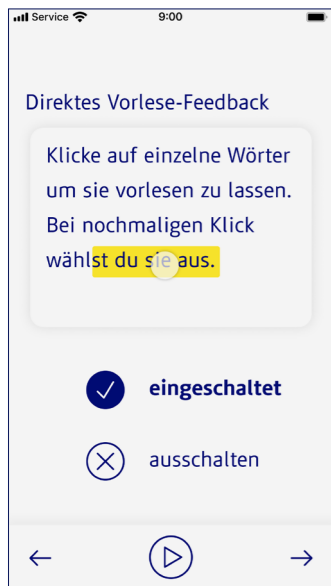 Service 9:00
Direktes Vorlese-Feedback
Klicke auf einzelne Wörter
um sie vorlesen zu lassen.
Bei nochmaligen Klick
wählst du sie aus.
eingeschaltet
ausschalten